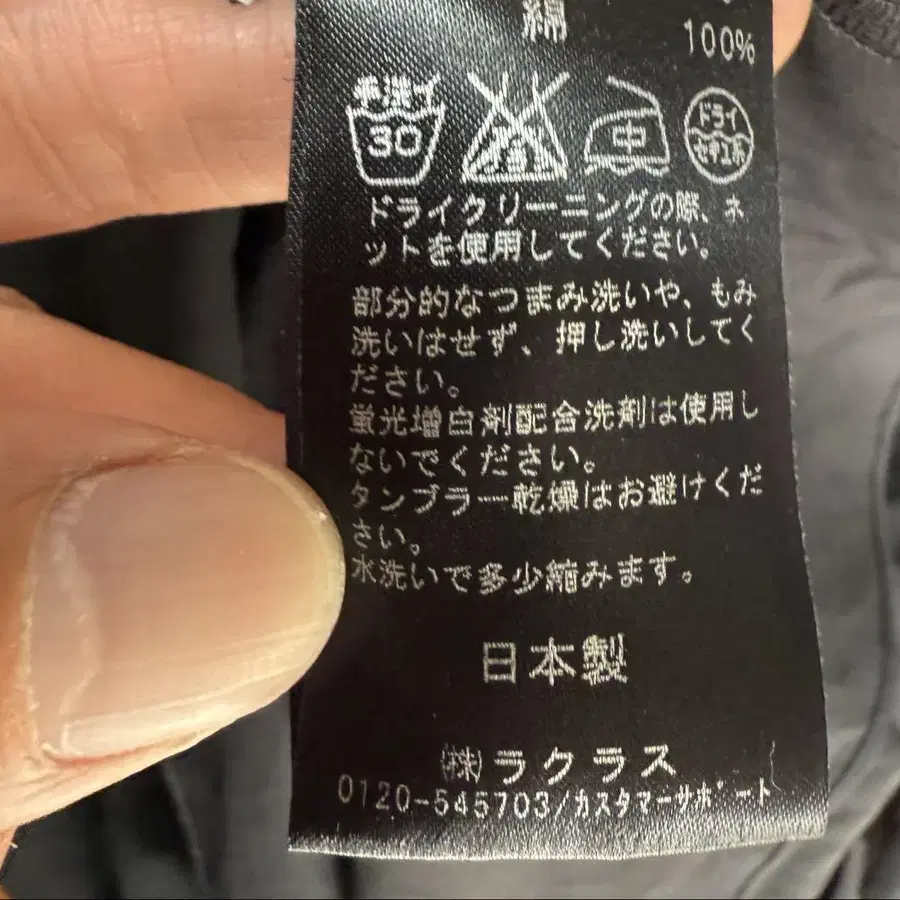 綿 100%
手洗イ
30
中
ドライ
セキユ系
ドライクリーニングの際、ネ
ットを使用してください。
部分的なつまみ洗いや、もみ
洗いはせず、押し洗いしてく
ださい。
蛍光増白剤配合洗剤は使用し
ないでください。
タンブラー乾燥はお避けくだ
さい。
水洗いで多少縮みます。
日本製
㈱ラクラス
0120-545703/カスタマーサポート